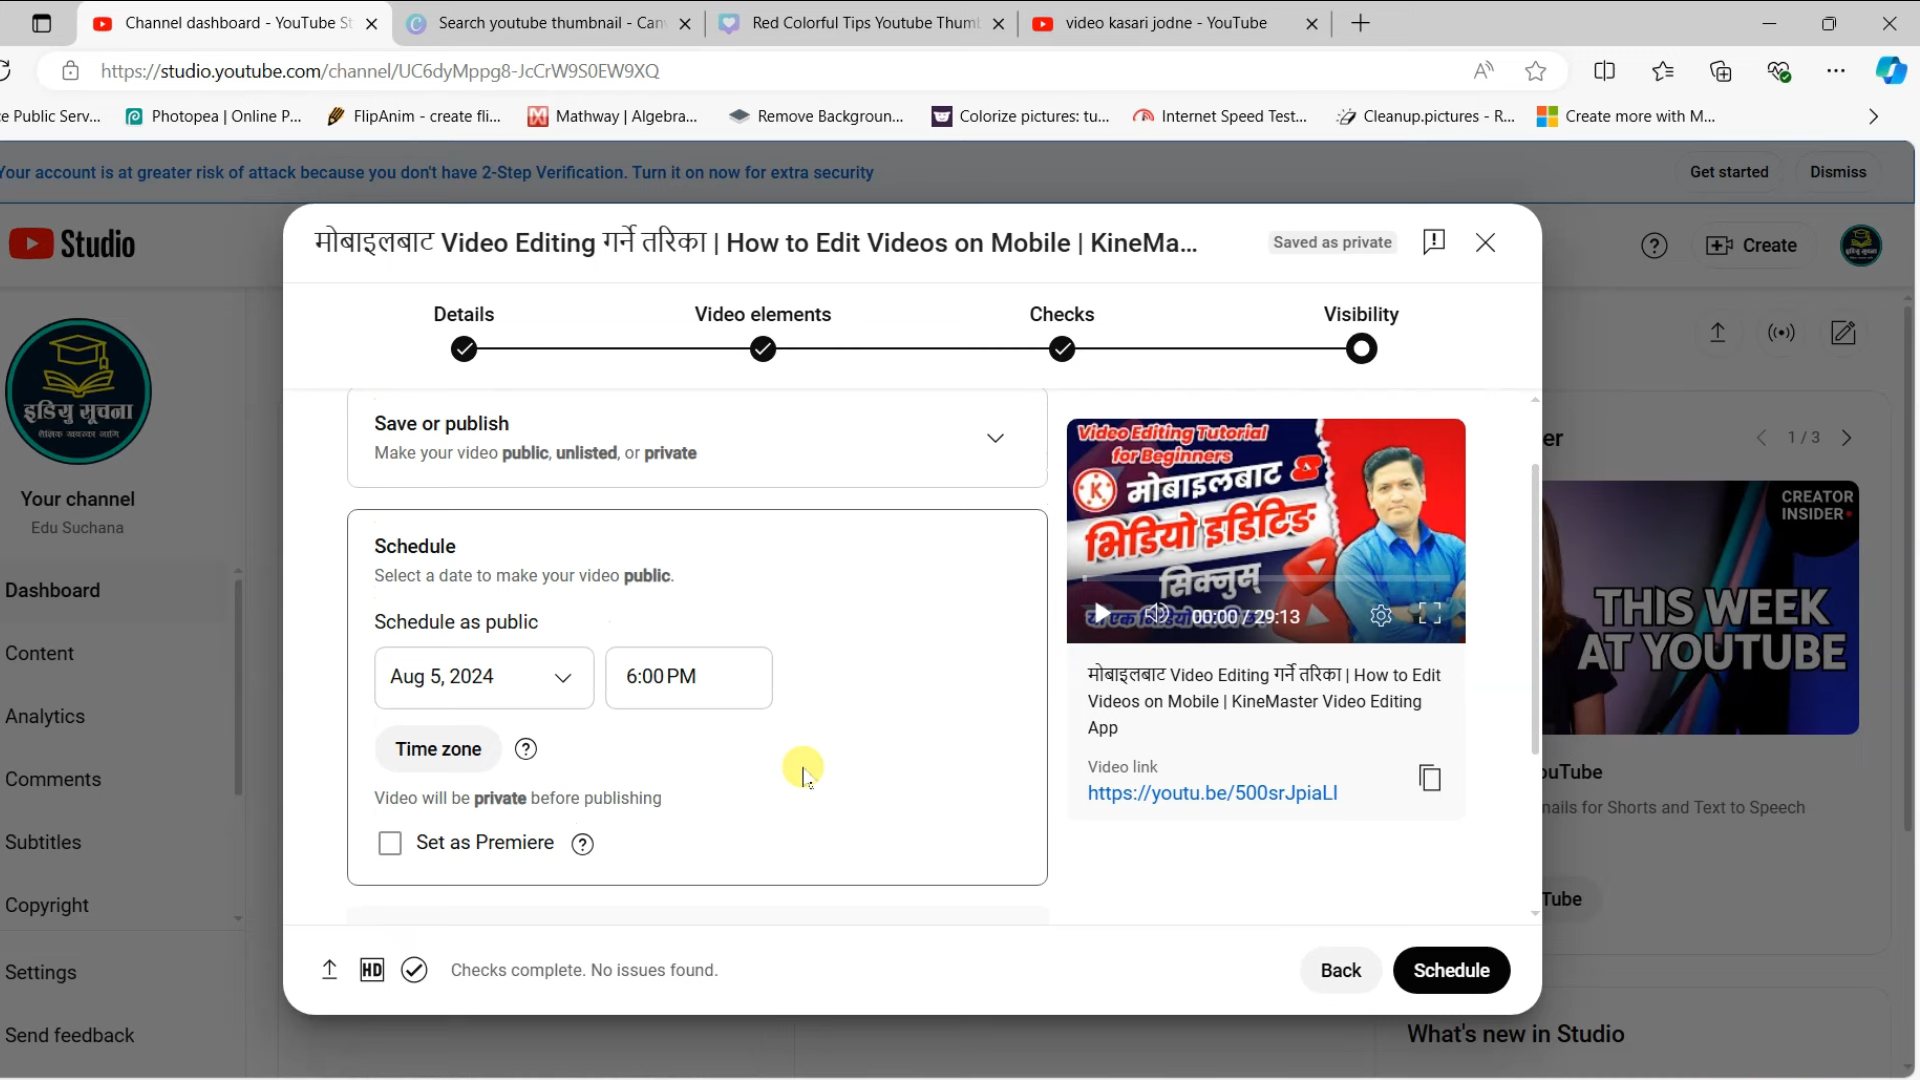 Channel dashboard - YouTube St
Search youtube thumbnail - Can
Red Colorful Tips Youtube Thum
video kasari jodne - YouTube
https://studio.youtube.com/channel/UC6dyMppg8-JcCrW9S0EW9XQ
e Public Serv...
Photopea | Online P...
FlipAnim - create fli...
Mathway | Algebra...
Remove Backgroun...
Colorize pictures: tu...
Internet Speed Test...
Cleanup.pictures - R...
Create more with M...
Your account is at greater risk of attack because you don't have 2-Step Verification. Turn it on now for extra security
Get started
Dismiss
Studio
Create
मोबाइलबाट Video Editing गर्ने तरिका | How to Edit Videos on Mobile | KineMa...
Saved as private
Details
Video elements
Checks
Visibility
इडियु सूचना
Your channel
Edu Suchana
Dashboard
Content
Analytics
Comments
Subtitles
Copyright
Settings
Send feedback
Save or publish
Make your video public, unlisted, or private
Schedule
Select a date to make your video public.
Schedule as public
Aug 5, 2024
6:00 PM
Time zone
Video will be private before publishing
Set as Premiere
Video Editing Tutorial
for Beginners
मोबाइलबाट
भिडियो इडिटिङ
सिक्नुस्
00:00 / 29:13
मोबाइलबाट Video Editing गर्ने तरिका | How to Edit
Videos on Mobile | KineMaster Video Editing
App
Video link
https://youtu.be/500srJpiaLI
er
1 / 3
CREATOR
INSIDER
THIS WEEK
AT YOUTUBE
ouTube
nails for Shorts and Text to Speech
Tube
Checks complete. No issues found.
Back
Schedule
What's new in Studio